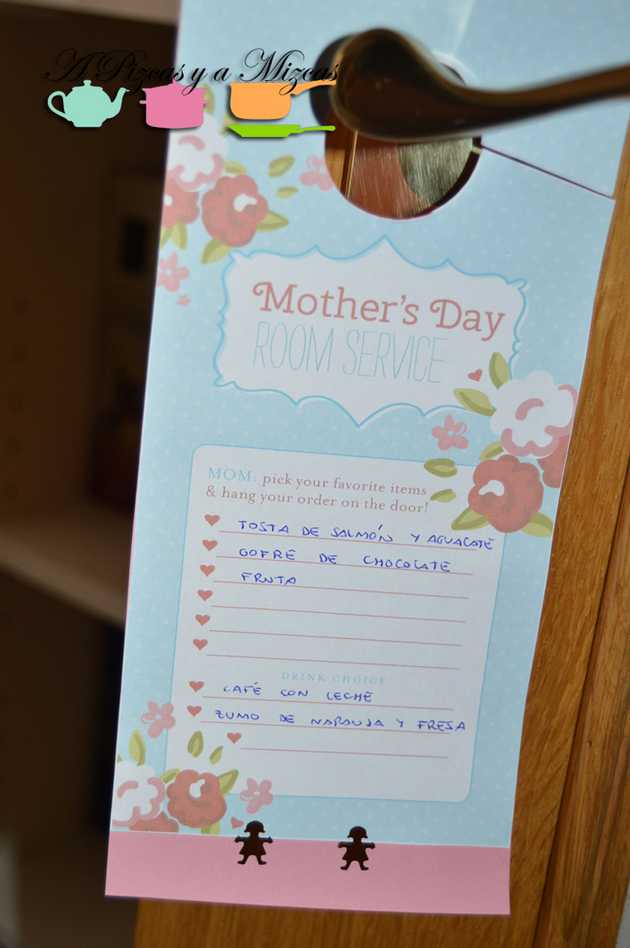 A Pizcas y a Mizcas
Mother's Day
ROOM SERVICE
MOM: pick your favorite items
& hang your order on the door!
TOSTA DE SALMÓN Y AGUACATE
GOFRE DE CHOCOLATE
FRUTA
DRINK CHOICE
CAFÉ CON LECHE
ZUMO DE NARANJA Y FRESA